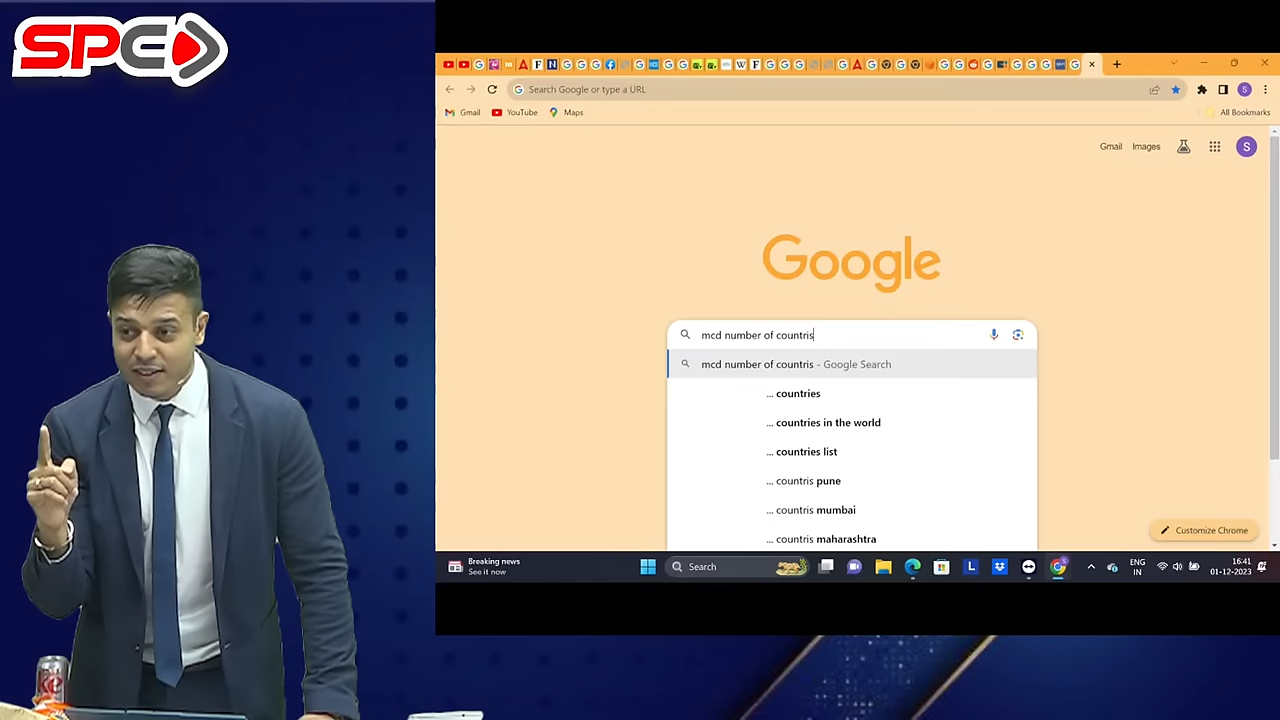 SPED
Search Google or type a URL
Gmail
YouTube
Maps
All Bookmarks
Gmail
Images
S
S
Google
mcd number of countris
mcd number of countris - Google Search
... countries
... countries in the world
... countries list
... countris pune
... countris mumbai
... countris maharashtra
Customize Chrome
Breaking news
See it now
Search
ENG
IN
16:41
01-12-2023